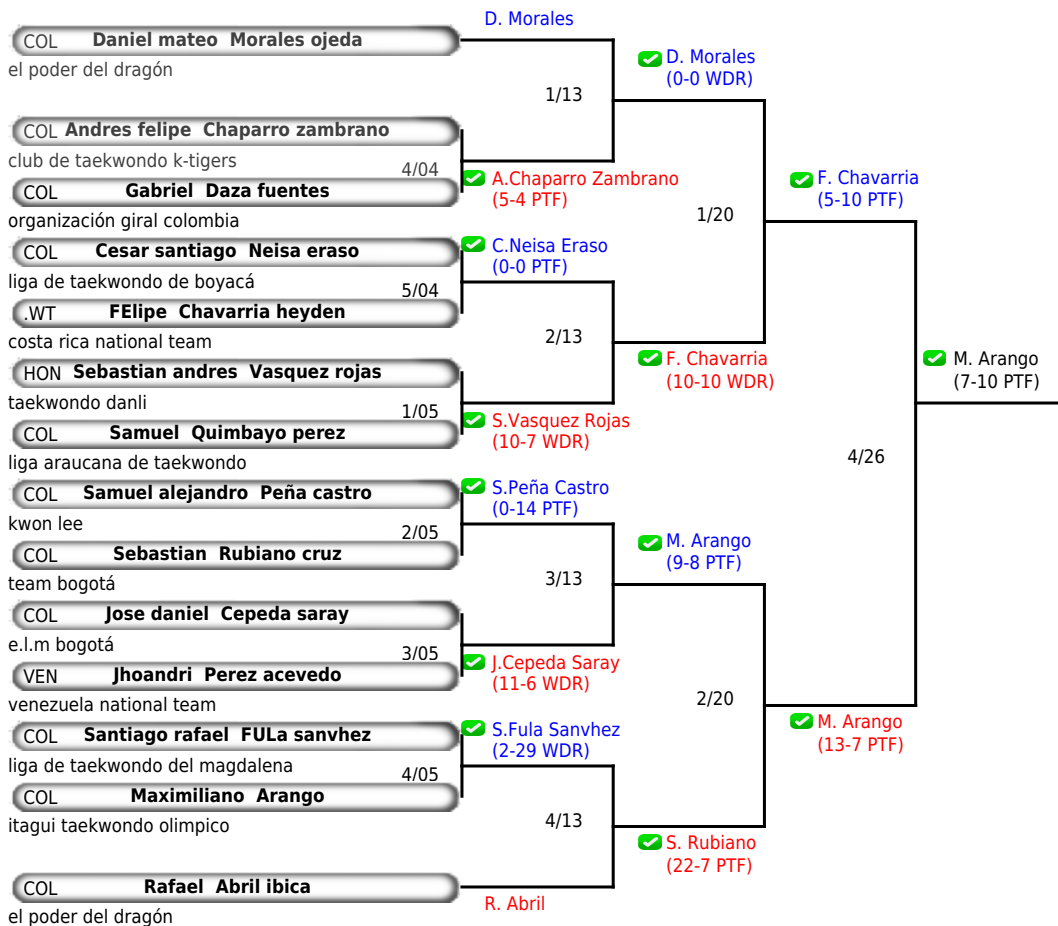 D. Morales
COL Daniel mateo Morales ojeda
el poder del dragón
D. Morales
(0-0 WDR)
1/13
COL Andres felipe Chaparro zambrano
club de taekwondo k-tigers
4/04
A.Chaparro Zambrano
(5-4 PTF)
F. Chavarria
(5-10 PTF)
COL Gabriel Daza fuentes
organización giral colombia
1/20
COL Cesar santiago Neisa eraso
C.Neisa Eraso
(0-0 PTF)
liga de taekwondo de boyacá
5/04
.WT FElipe Chavarria heyden
costa rica national team
2/13
F. Chavarria
(10-10 WDR)
M. Arango
(7-10 PTF)
HON Sebastian andres Vasquez rojas
taekwondo danli
1/05
S.Vasquez Rojas
(10-7 WDR)
COL Samuel Quimbayo perez
liga araucana de taekwondo
4/26
COL Samuel alejandro Peña castro
S.Peña Castro
(0-14 PTF)
kwon lee
2/05
COL Sebastian Rubiano cruz
team bogotá
M. Arango
(9-8 PTF)
3/13
COL Jose daniel Cepeda saray
e.l.m bogotá
3/05
J.Cepeda Saray
(11-6 WDR)
VEN Jhoandri Perez acevedo
venezuela national team
2/20
M. Arango
(13-7 PTF)
COL Santiago rafael FULa sanvhez
S.Fula Sanvhez
(2-29 WDR)
liga de taekwondo del magdalena
4/05
COL Maximiliano Arango
itagui taekwondo olimpico
4/13
S. Rubiano
(22-7 PTF)
COL Rafael Abril ibica
R. Abril
el poder del dragón